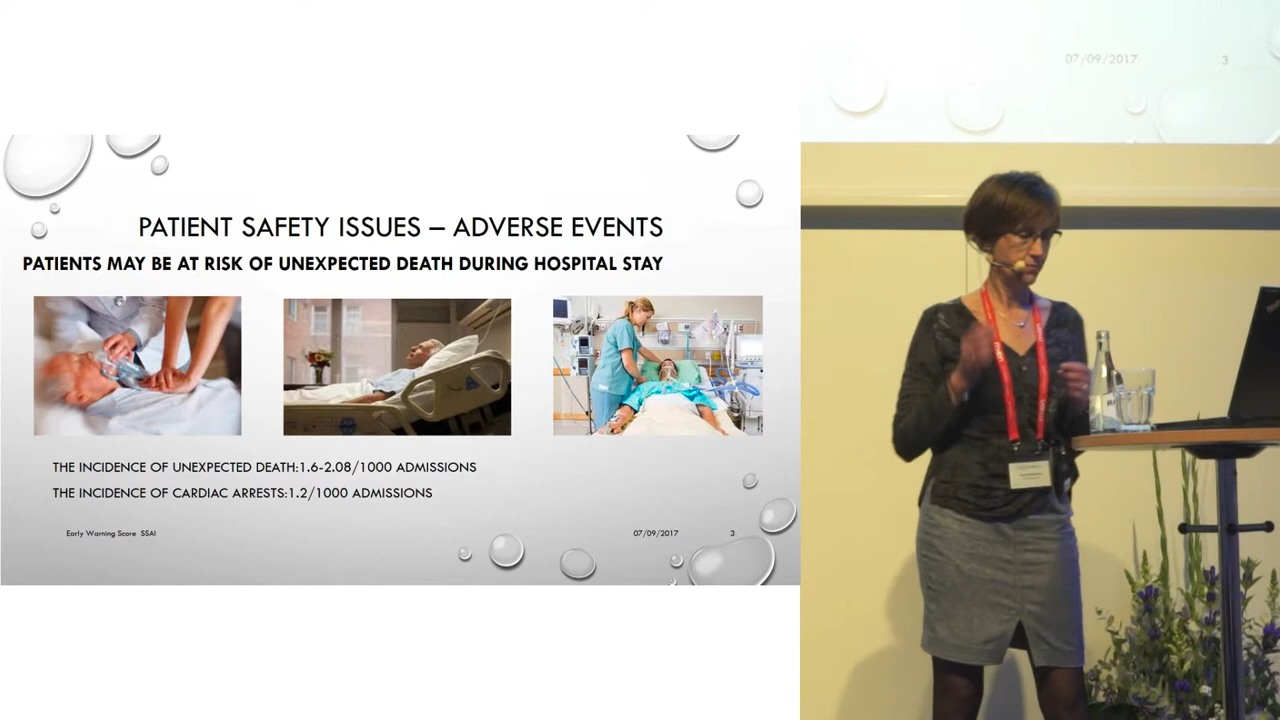 PATIENT SAFETY ISSUES – ADVERSE EVENTS
PATIENTS MAY BE AT RISK OF UNEXPECTED DEATH DURING HOSPITAL STAY
THE INCIDENCE OF UNEXPECTED DEATH:1.6-2.08/1000 ADMISSIONS
THE INCIDENCE OF CARDIAC ARRESTS:1.2/1000 ADMISSIONS
Early Warning Score SSAI
07/09/2017
3
07/09/2017
3